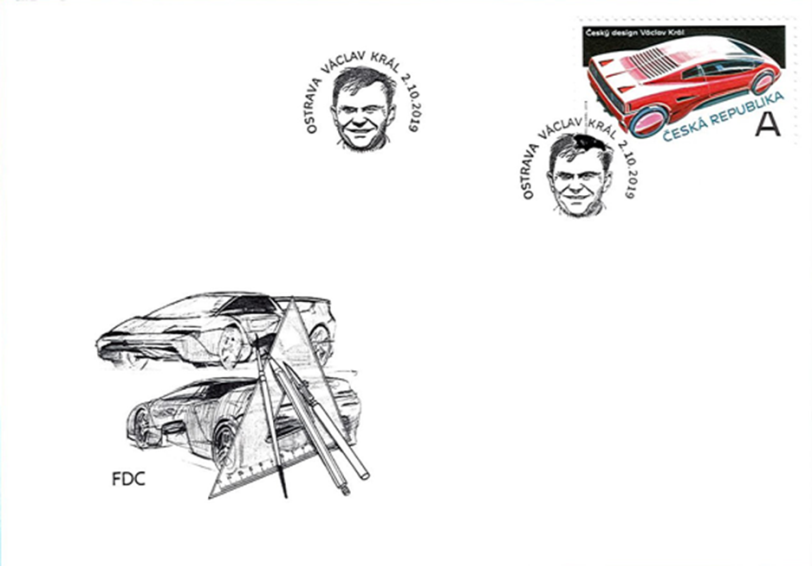 Český design Václav Král
ČESKÁ REPUBLIKA
A
OSTRAVA VÁCLAV KRÁL 2.10.2019
OSTRAVA VÁCLAV KRÁL 2.10.2019
FDC